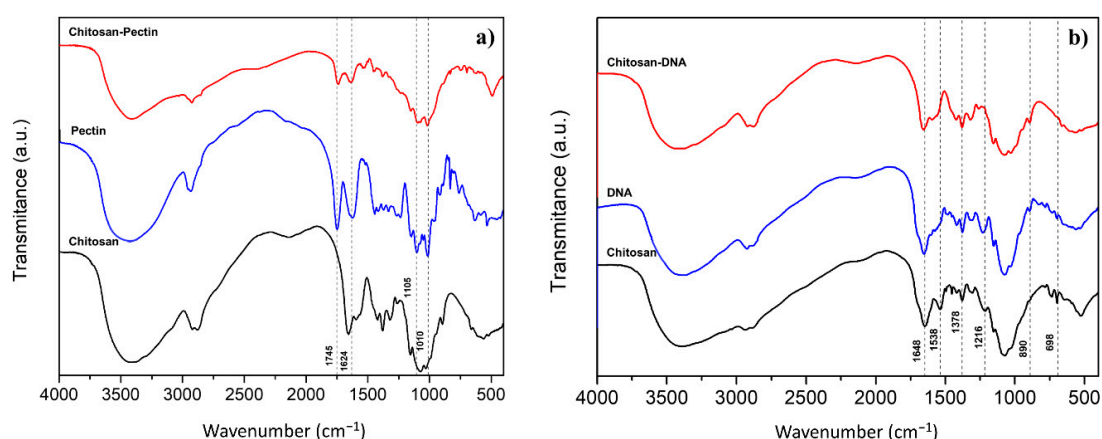 a)
Chitosan-Pectin
Pectin
Chitosan
1745
1624
1105
1010
Transmitance (a.u.)
4000 3500 3000 2500 2000 1500 1000 500
Wavenumber (cm⁻¹)
b)
Chitosan-DNA
DNA
Chitosan
1648
1538
1378
1216
890
698
Transmitance (a.u.)
4000 3500 3000 2500 2000 1500 1000 500
Wavenumber (cm⁻¹)